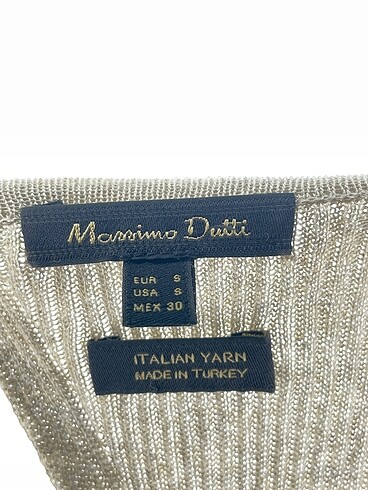 Massimo Dutti
EUR S
USA S
MEX 30
ITALIAN YARN
MADE IN TURKEY